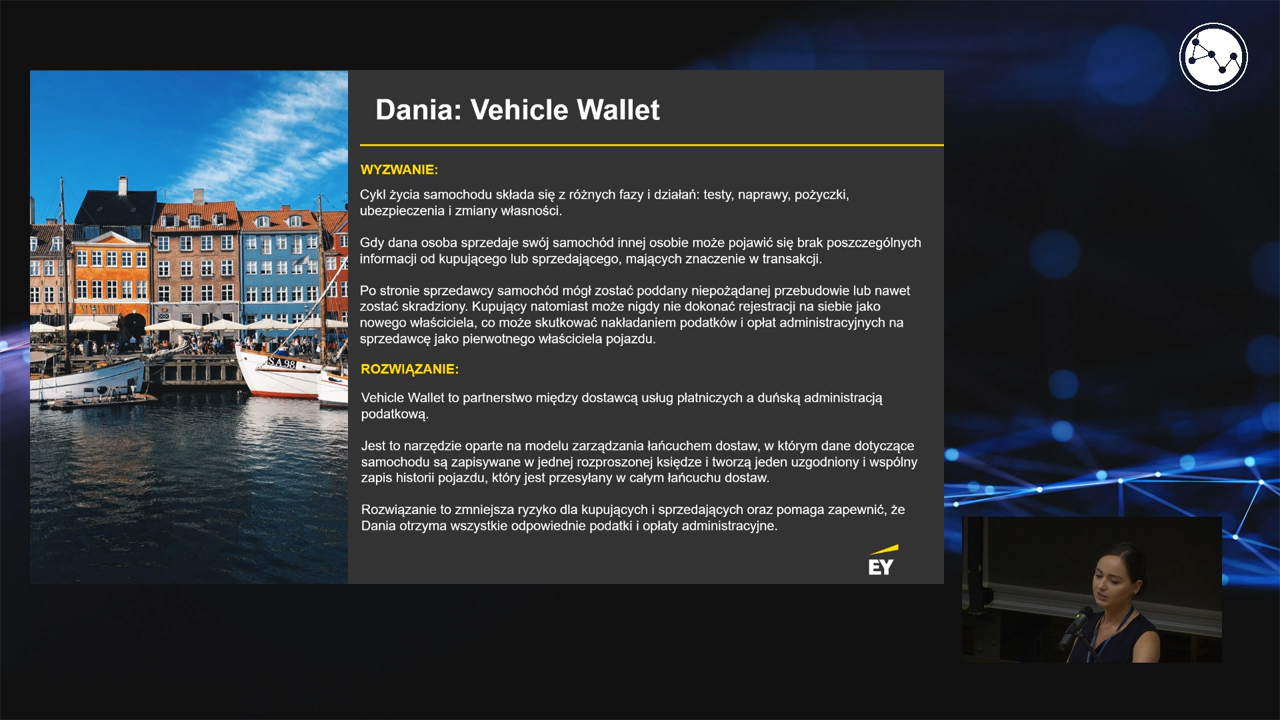 Dania: Vehicle Wallet
WYZWANIE:
Cykl życia samochodu składa się z różnych fazy i działań: testy, naprawy, pożyczki,
ubezpieczenia i zmiany własności.
Gdy dana osoba sprzedaje swój samochód innej osobie może pojawić się brak poszczególnych
informacji od kupującego lub sprzedającego, mających znaczenie w transakcji.
Po stronie sprzedawcy samochód mógł zostać poddany niepożądanej przebudowie lub nawet
zostać skradziony. Kupujący natomiast może nigdy nie dokonać rejestracji na siebie jako
nowego właściciela, co może skutkować nakładaniem podatków i opłat administracyjnych na
sprzedawcę jako pierwotnego właściciela pojazdu.
ROZWIĄZANIE:
Vehicle Wallet to partnerstwo między dostawcą usług płatniczych a duńską administracją
podatkową.
Jest to narzędzie oparte na modelu zarządzania łańcuchem dostaw, w którym dane dotyczące
samochodu są zapisywane w jednej rozproszonej księdze i tworzą jeden uzgodniony i wspólny
zapis historii pojazdu, który jest przesyłany w całym łańcuchu dostaw.
Rozwiązanie to zmniejsza ryzyko dla kupujących i sprzedających oraz pomaga zapewnić, że
Dania otrzyma wszystkie odpowiednie podatki i opłaty administracyjne.
EY
SA 98